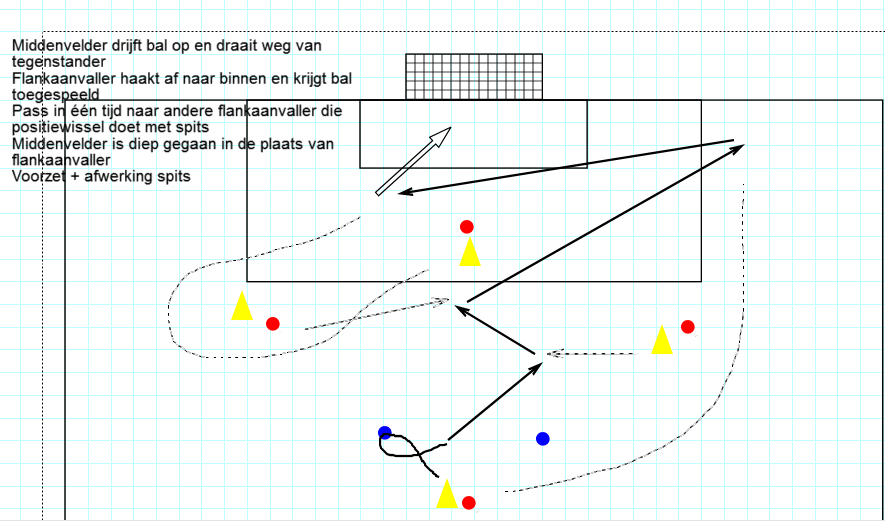 Middenvelder drijft bal op en draait weg van
tegenstander
Flankaanvaller haakt af naar binnen en krijgt bal
toegespeeld
Pass in één tijd naar andere flankaanvaller die
positiewissel doet met spits
Middenvelder is diep gegaan in de plaats van
flankaanvaller
Voorzet + afwerking spits